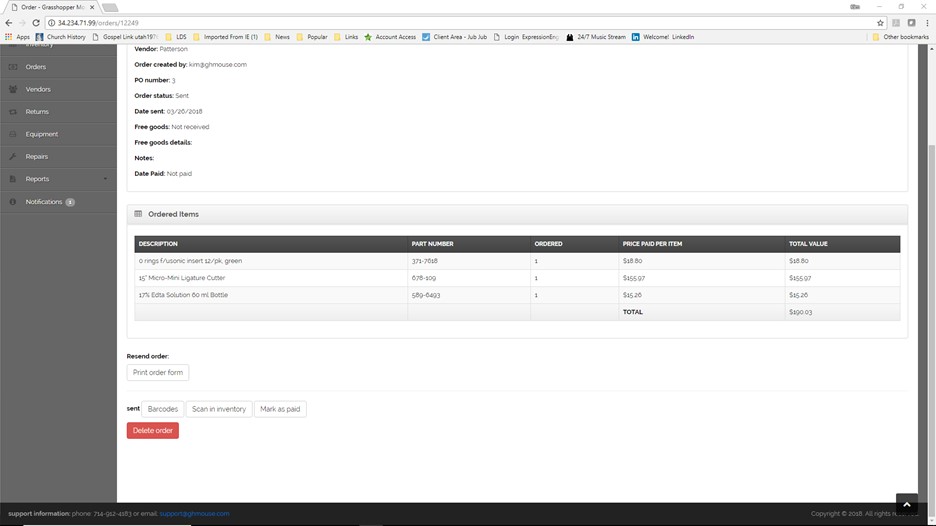 Order - Grasshopper Mo
34.234.71.99/orders/12249
Apps Church History Gospel Link utah197 LDS Imported From IE (1) News Popular Links Account Access Client Area - Jub Jub Login ExpressionEng 24/7 Music Stream Welcome! LinkedIn Other bookmarks
Inventory
Orders
Vendors
Returns
Equipment
Repairs
Reports
Notifications
Vendor: Patterson
Order created by: kim@ghmouse.com
PO number: 3
Order status: Sent
Date sent: 03/26/2018
Free goods: Not received
Free goods details:
Notes:
Date Paid: Not paid
Ordered Items
DESCRIPTION PART NUMBER ORDERED PRICE PAID PER ITEM TOTAL VALUE
0 rings f/usonic insert 12/pk, green 371-7618 1 $18.80 $18.80
15° Micro-Mini Ligature Cutter 678-109 1 $155.97 $155.97
17% Edta Solution 60 ml Bottle 589-6493 1 $15.26 $15.26
TOTAL $190.03
Resend order:
Print order form
sent Barcodes Scan in inventory Mark as paid
Delete order
support information: phone: 714-912-4183 or email: support@ghmouse.com
Copyright © 2018. All rights